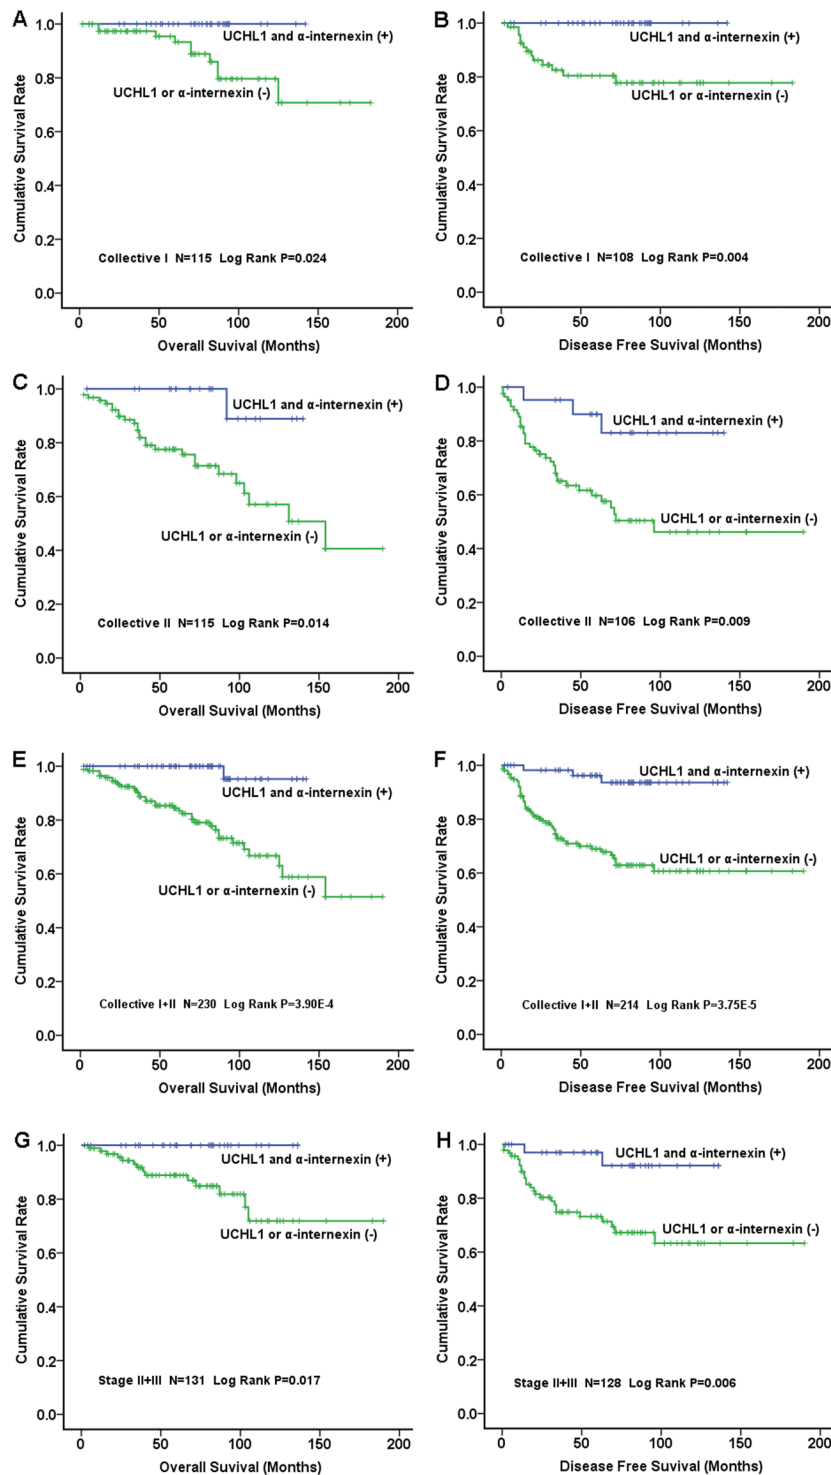 A
Cumulative Survival Rate
1.0
0.8
0.6
0.4
0.2
0.0
UCHL1 and α-internexin (+)
UCHL1 or α-internexin (-)
Collective I N=115 Log Rank P=0.024
0 50 100 150 200
Overall Suvival (Months)
B
Cumulative Survival Rate
1.0
0.8
0.6
0.4
0.2
0.0
UCHL1 and α-internexin (+)
UCHL1 or α-internexin (-)
Collective I N=108 Log Rank P=0.004
0 50 100 150 200
Disease Free Survival (Months)
C
Cumulative Survival Rate
1.0
0.8
0.6
0.4
0.2
0.0
UCHL1 and α-internexin (+)
UCHL1 or α-internexin (-)
Collective II N=115 Log Rank P=0.014
0 50 100 150 200
Overall Suvival (Months)
D
Cumulative Survival Rate
1.0
0.8
0.6
0.4
0.2
0.0
UCHL1 and α-internexin (+)
UCHL1 or α-internexin (-)
Collective II N=106 Log Rank P=0.009
0 50 100 150 200
Disease Free Survival (Months)
E
Cumulative Survival Rate
1.0
0.8
0.6
0.4
0.2
0.0
UCHL1 and α-internexin (+)
UCHL1 or α-internexin (-)
Collective I+II N=230 Log Rank P=3.90E-4
0 50 100 150 200
Overall Suvival (Months)
F
Cumulative Survival Rate
1.0
0.8
0.6
0.4
0.2
0.0
UCHL1 and α-internexin (+)
UCHL1 or α-internexin (-)
Collective I+II N=214 Log Rank P=3.75E-5
0 50 100 150 200
Disease Free Survival (Months)
G
Cumulative Survival Rate
1.0
0.8
0.6
0.4
0.2
0.0
UCHL1 and α-internexin (+)
UCHL1 or α-internexin (-)
Stage II+III N=131 Log Rank P=0.017
0 50 100 150 200
Overall Suvival (Months)
H
Cumulative Survival Rate
1.0
0.8
0.6
0.4
0.2
0.0
UCHL1 and α-internexin (+)
UCHL1 or α-internexin (-)
Stage II+III N=128 Log Rank P=0.006
0 50 100 150 200
Disease Free Survival (Months)